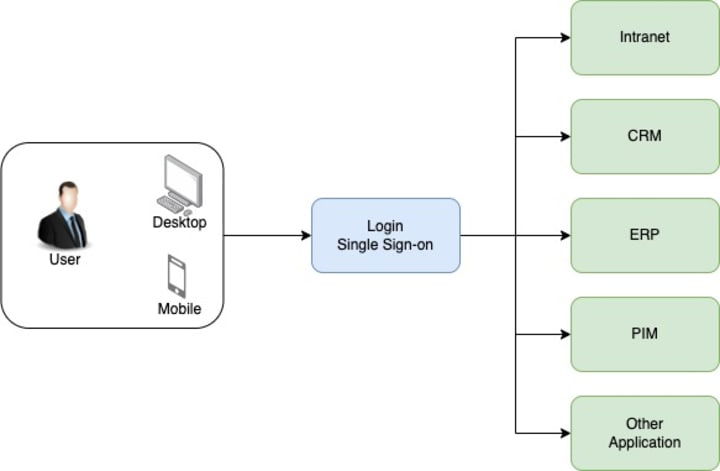 User
Desktop
Mobile
Login
Single Sign-on
Intranet
CRM
ERP
PIM
Other
Application